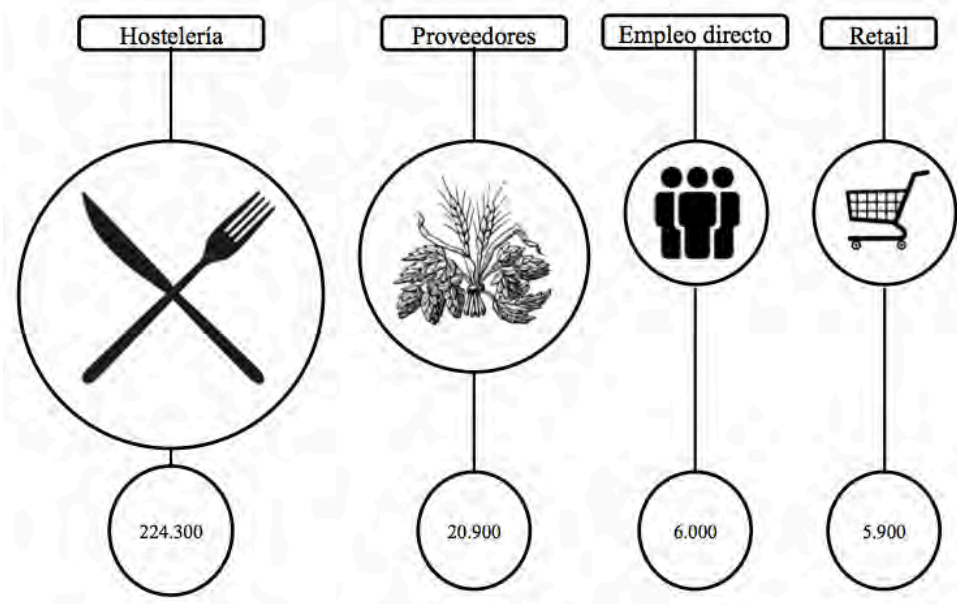 Hostelería
Proveedores
Empleo directo
Retail
224.300
20.900
6.000
5.900